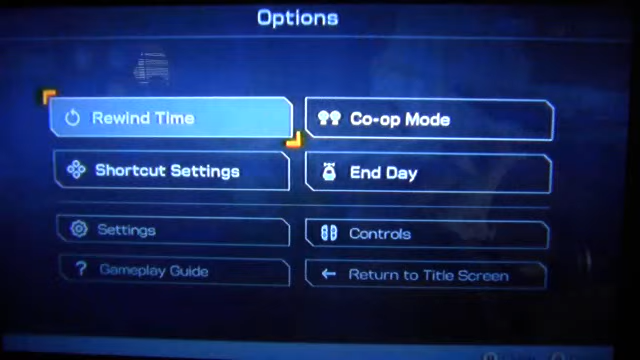 Options
Rewind Time
Co-op Mode
Shortcut Settings
End Day
Settings
Controls
Gameplay Guide
Return to Title Screen